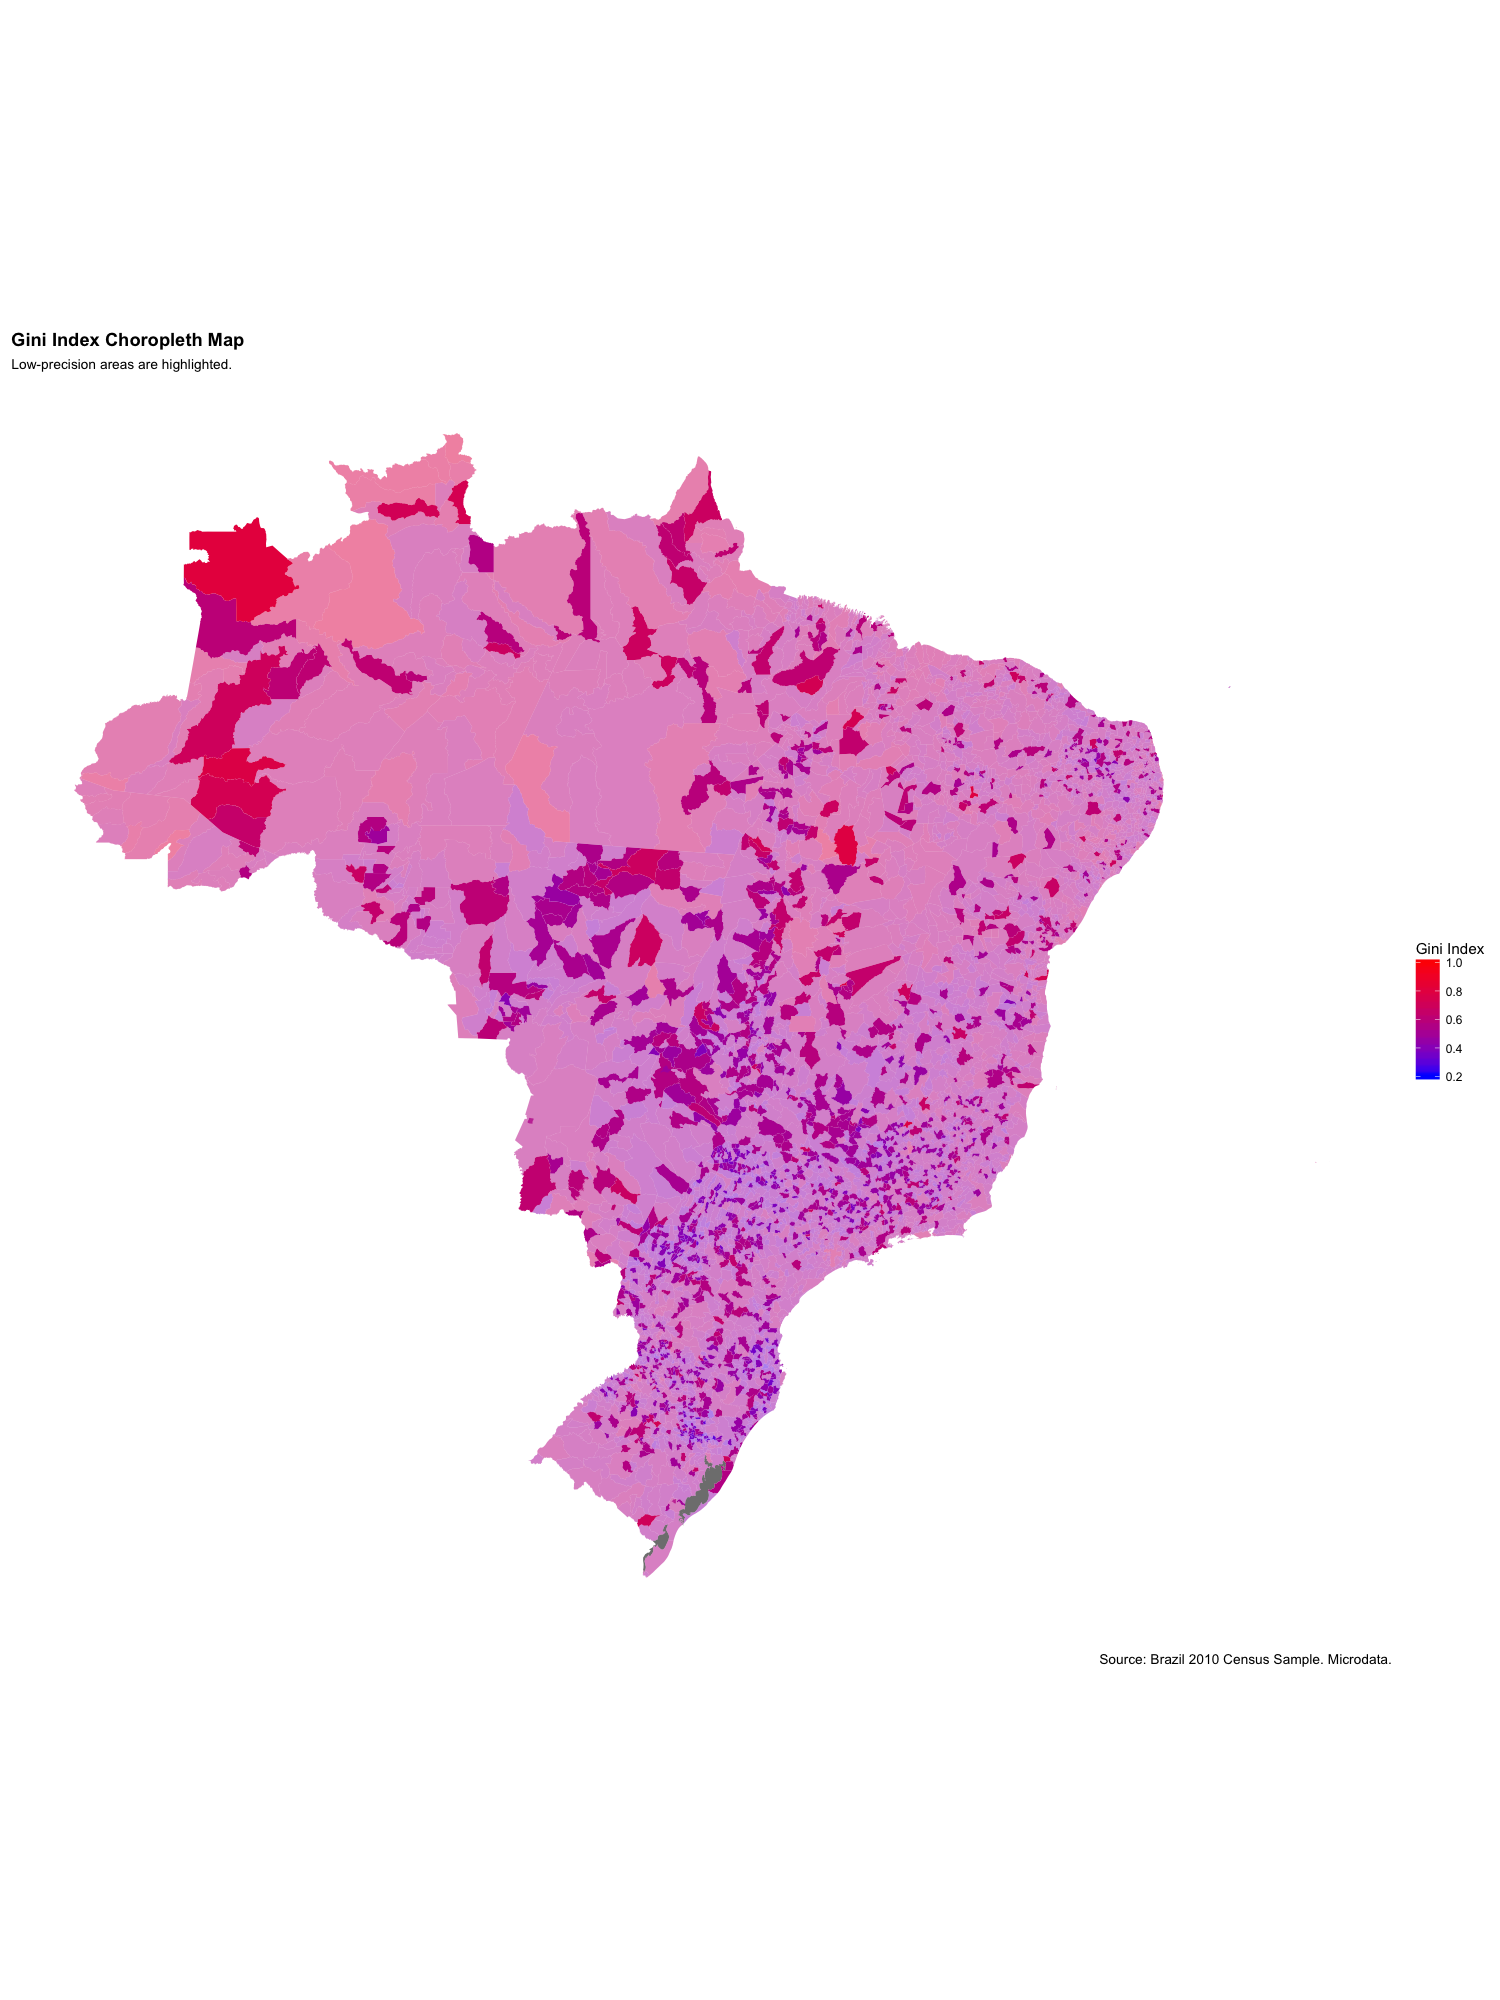 Gini Index Choropleth Map
Low-precision areas are highlighted.
Gini Index
1.0
0.8
0.6
0.4
0.2
Source: Brazil 2010 Census Sample. Microdata.